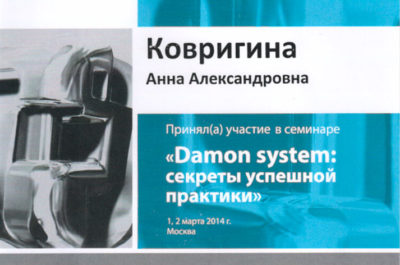 Ковригина
Анна Александровна
Принял(а) участие в семинаре
«Damon system:
секреты успешной
практики»
1, 2 марта 2014 г.
Москва